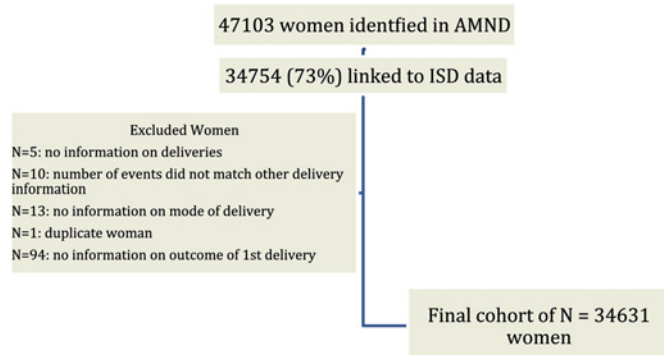 47103 women identfied in AMND
34754 (73%) linked to ISD data
Excluded Women
N=5: no information on deliveries
N=10: number of events did not match other delivery
information
N=13: no information on mode of delivery
N=1: duplicate woman
N=94: no information on outcome of 1st delivery
Final cohort of N = 34631
women